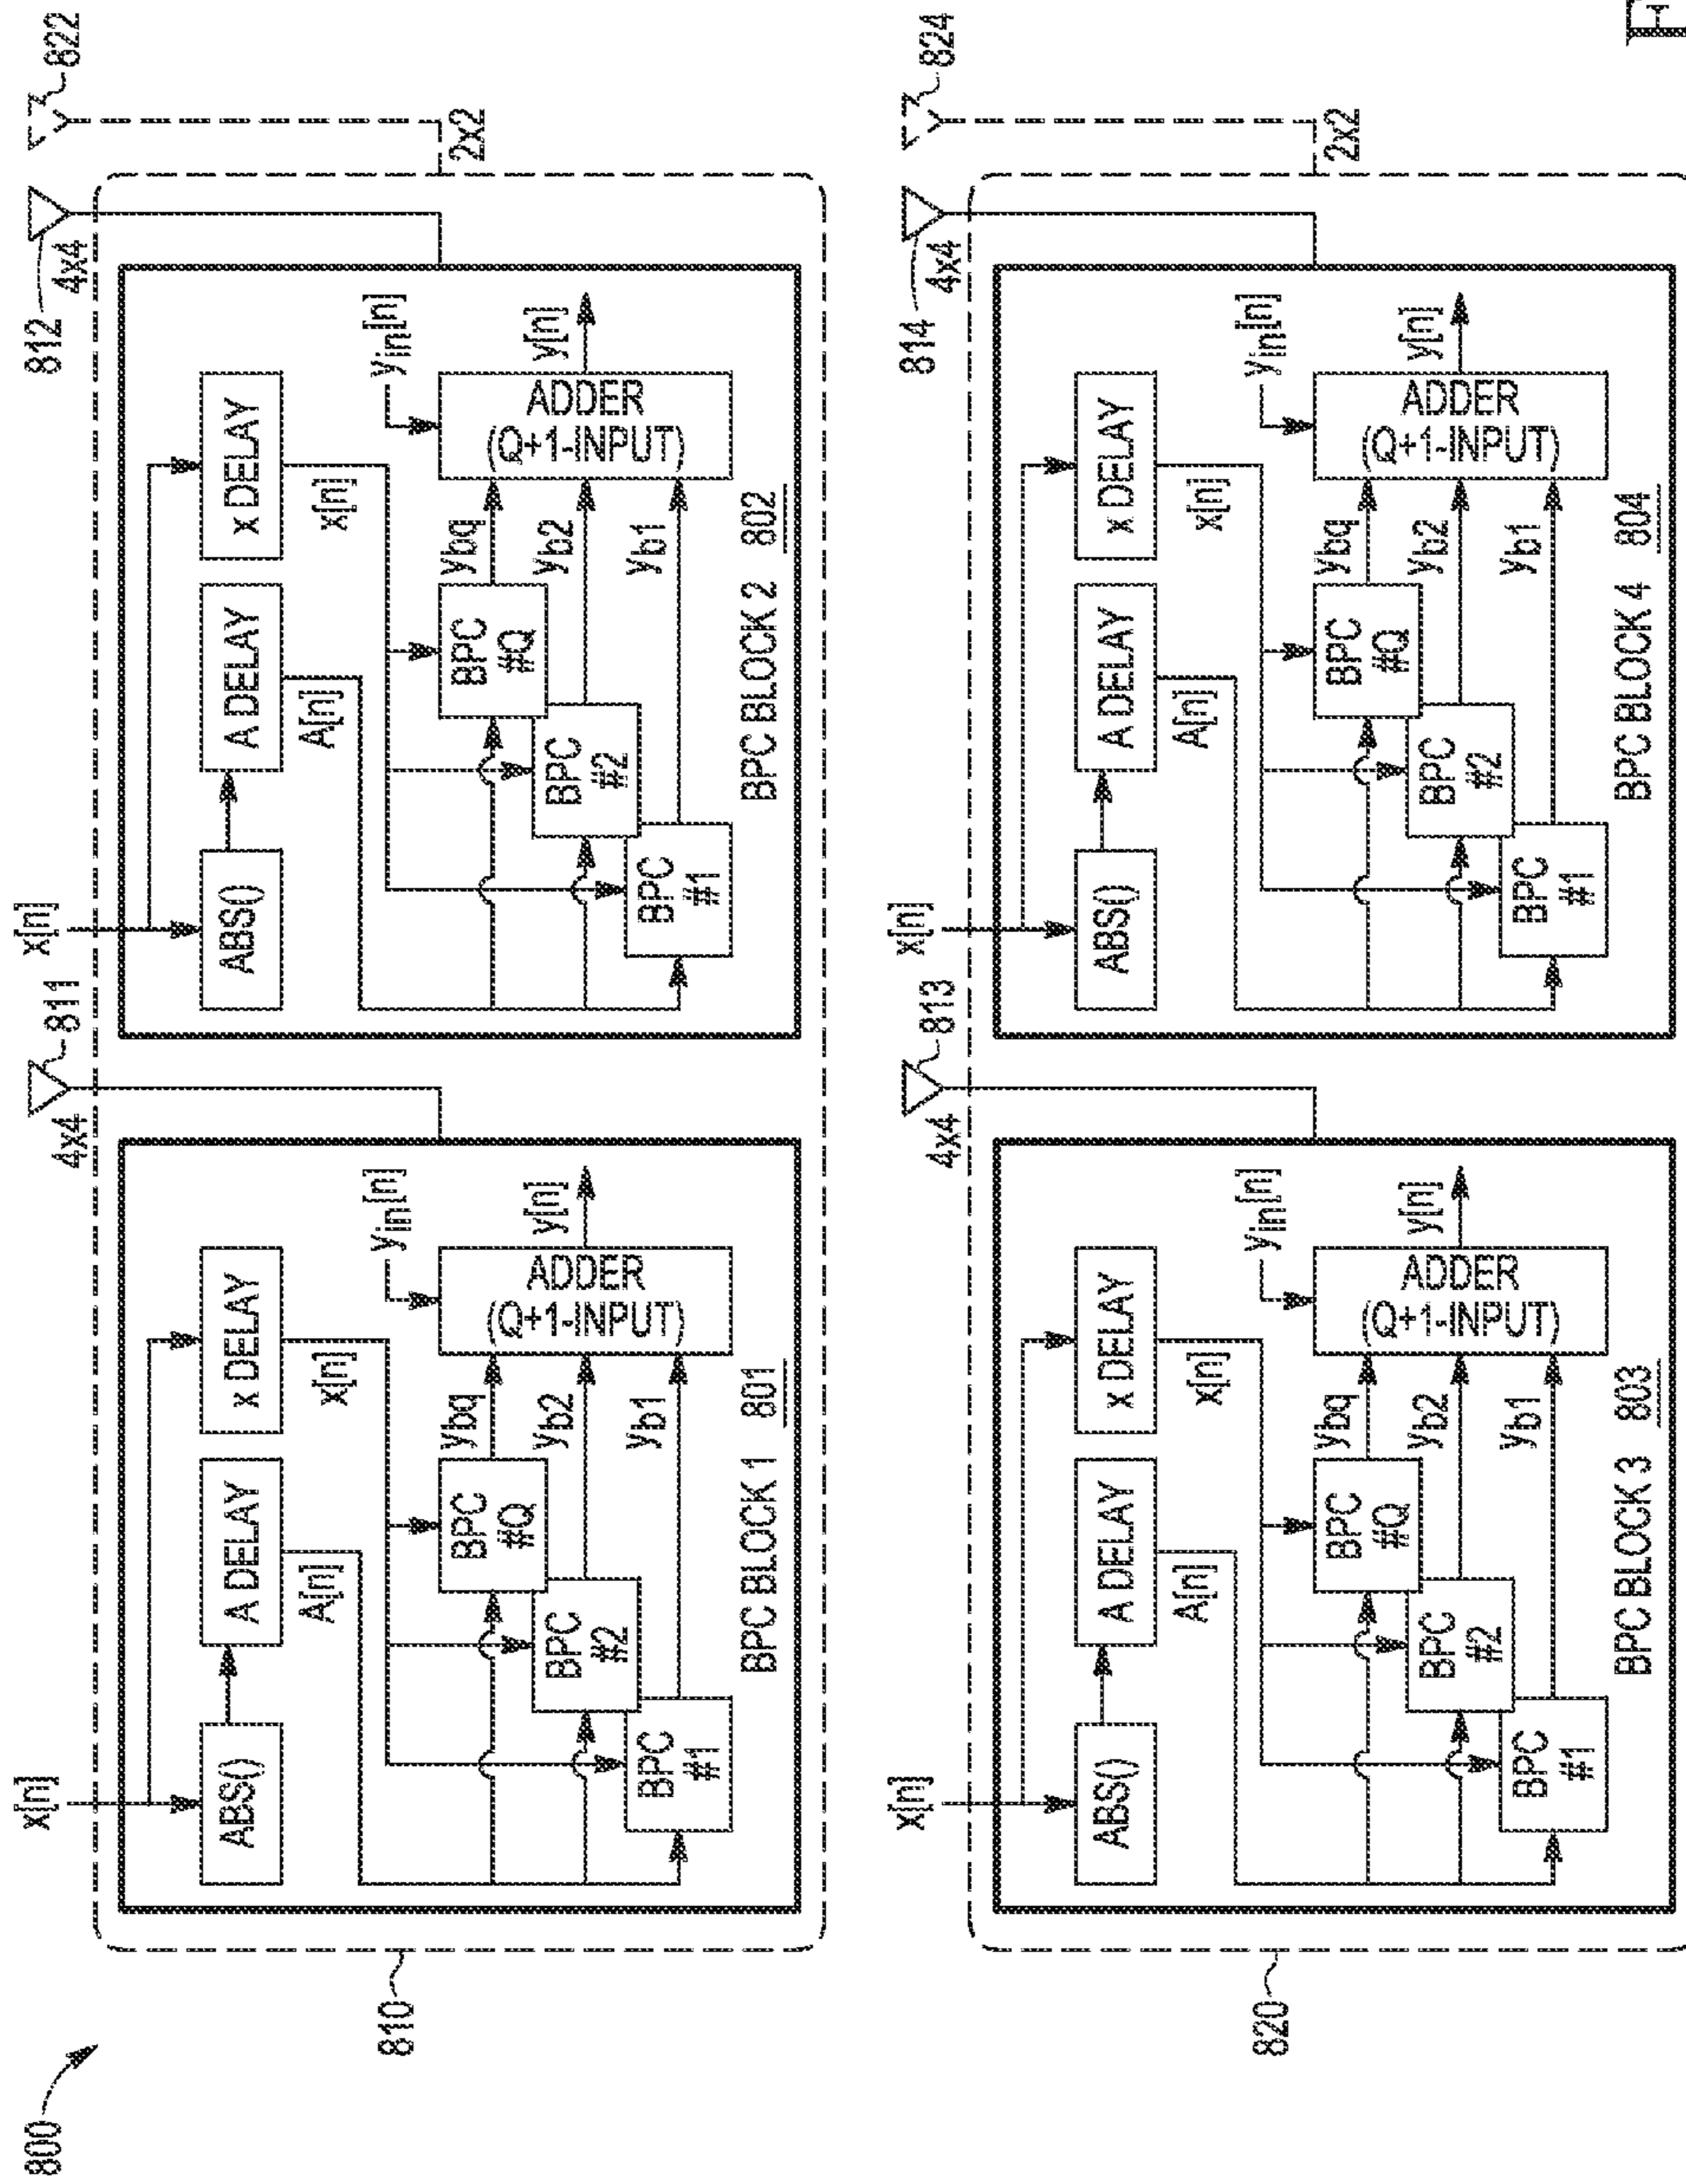 800
810
x[n]
811
4x4
ABS()
A DELAY
x DELAY
A[n]
x[n]
yin[n]
BPC
#Q
BPC
#2
BPC
#1
ybq
yb2
yb1
ADDER
(Q+1-INPUT)
y[n]
BPC BLOCK 1 801
x[n]
812
4x4
822
2x2
ABS()
A DELAY
x DELAY
A[n]
x[n]
yin[n]
BPC
#Q
BPC
#2
BPC
#1
ybq
yb2
yb1
ADDER
(Q+1-INPUT)
y[n]
BPC BLOCK 2 802
820
x[n]
813
4x4
ABS()
A DELAY
x DELAY
A[n]
x[n]
yin[n]
BPC
#Q
BPC
#2
BPC
#1
ybq
yb2
yb1
ADDER
(Q+1-INPUT)
y[n]
BPC BLOCK 3 803
x[n]
814
4x4
824
2x2
ABS()
A DELAY
x DELAY
A[n]
x[n]
yin[n]
BPC
#Q
BPC
#2
BPC
#1
ybq
yb2
yb1
ADDER
(Q+1-INPUT)
y[n]
BPC BLOCK 4 804